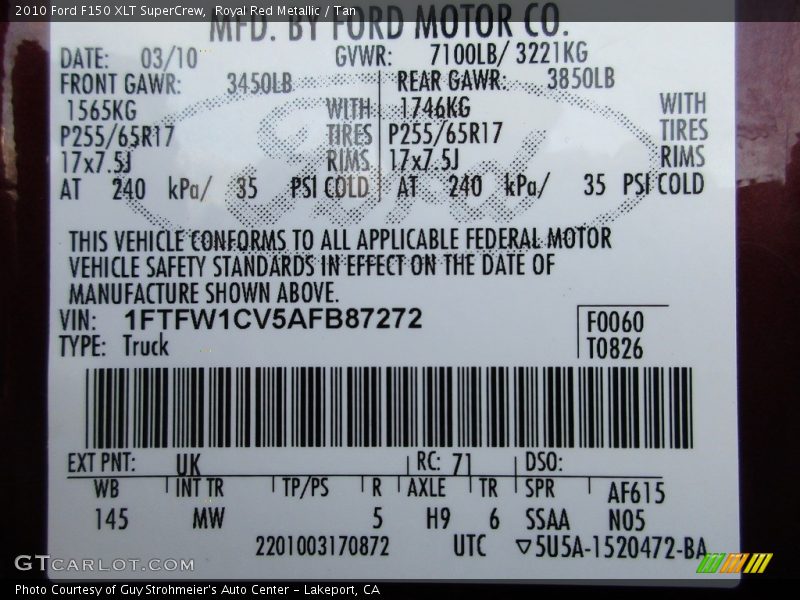 2010 Ford F150 XLT SuperCrew,  Royal Red Metallic / Tan
MFD. BY FORD MOTOR CO.
DATE: 03/10 GVWR: 7100LB/ 3221KG
FRONT GAWR: 3450LB REAR GAWR: 3850LB
1565KG WITH 1746KG WITH
P255/65R17 TIRES P255/65R17 TIRES
17x7.5J RIMS 17x7.5J RIMS
AT 240 kPa/ 35 PSI COLD AT 240 kPa/ 35 PSI COLD
Ford
THIS VEHICLE CONFORMS TO ALL APPLICABLE FEDERAL MOTOR
VEHICLE SAFETY STANDARDS IN EFFECT ON THE DATE OF
MANUFACTURE SHOWN ABOVE.
VIN: 1FTFW1CV5AFB87272 F0060
TYPE: Truck T0826
EXT PNT: UK RC: 71 DSO:
WB INT TR TP/PS R AXLE TR SPR AF615
145 MW 5 H9 6 SSAA N05
2201003170872 UTC ▽5U5A-1520472-BA
GTCARLOT.COM
Photo Courtesy of Guy Strohmeier's Auto Center - Lakeport, CA